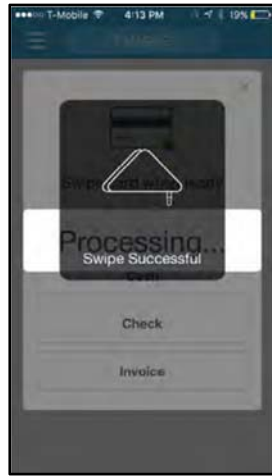 T-Mobile 4:13 PM 19%
Swipe card when ready
Processing...
Swipe Successful
Cash
Check
Invoice